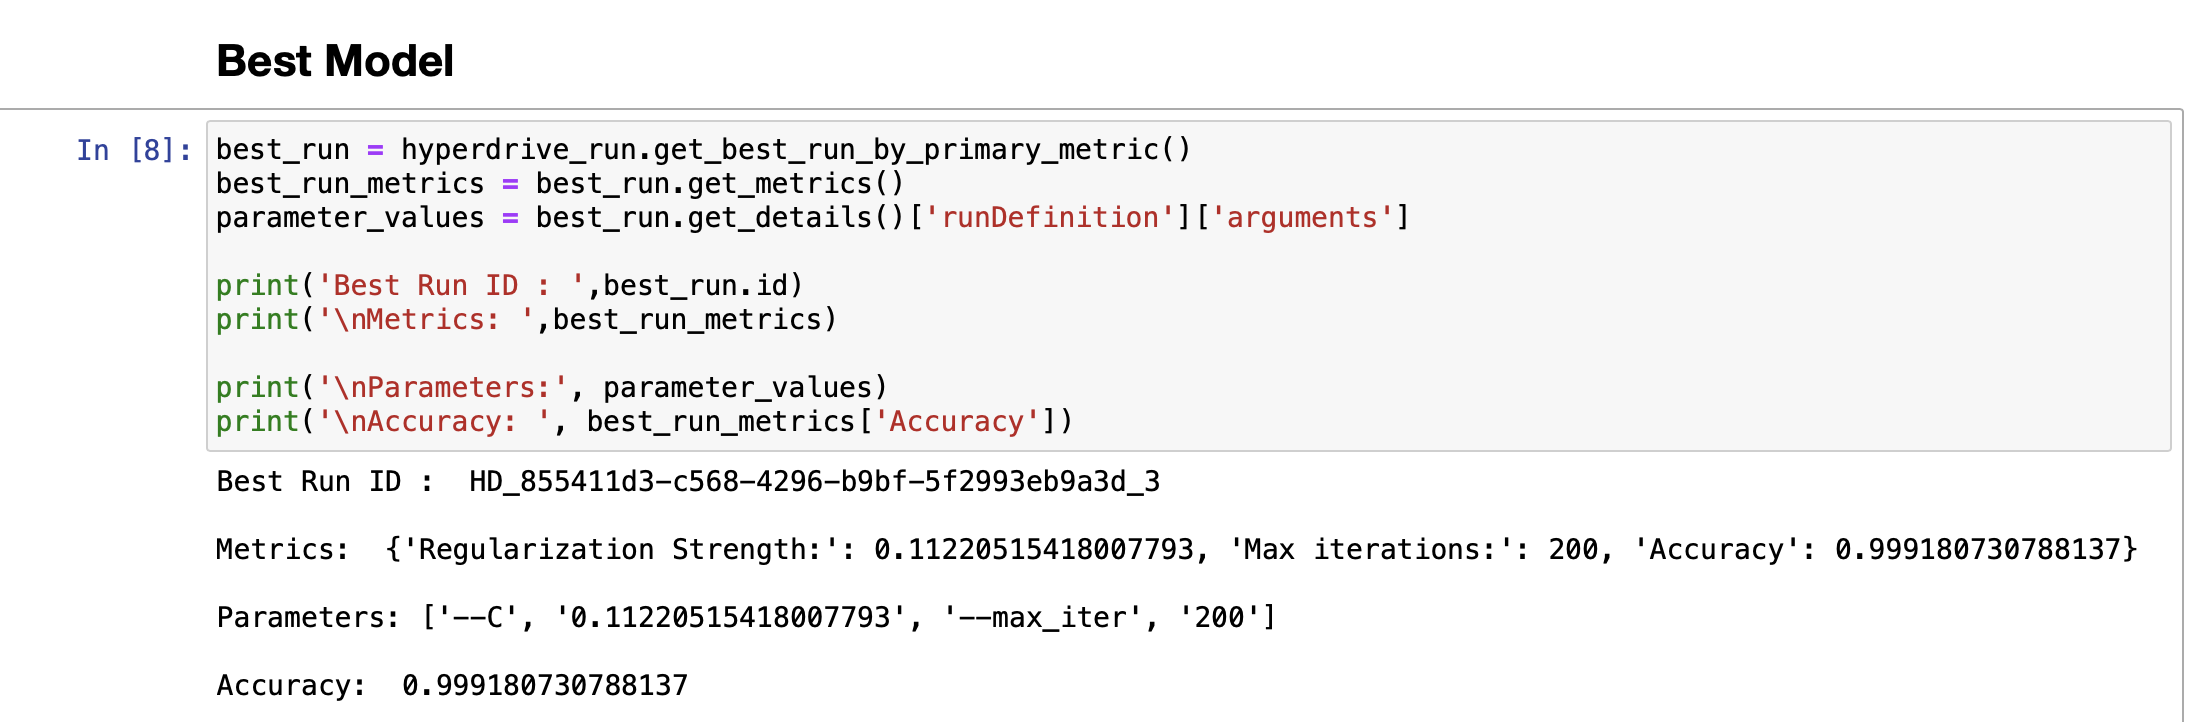 Best Model
In [8]:
best_run = hyperdrive_run.get_best_run_by_primary_metric()
best_run_metrics = best_run.get_metrics()
parameter_values = best_run.get_details()['runDefinition']['arguments']
print('Best Run ID : ',best_run.id)
print('\nMetrics: ',best_run_metrics)
print('\nParameters:', parameter_values)
print('\nAccuracy: ', best_run_metrics['Accuracy'])
Best Run ID :  HD_855411d3-c568-4296-b9bf-5f2993eb9a3d_3
Metrics:  {'Regularization Strength:': 0.11220515418007793, 'Max iterations:': 200, 'Accuracy': 0.999180730788137}
Parameters: ['--C', '0.11220515418007793', '--max_iter', '200']
Accuracy:  0.999180730788137